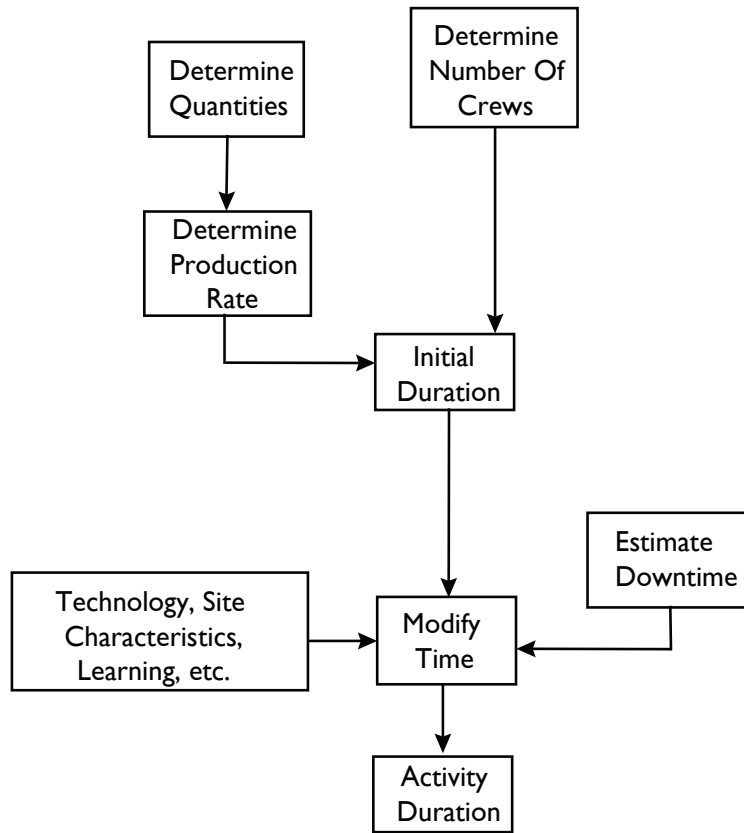 Determine
Quantities
Determine
Number Of
Crews
Determine
Production
Rate
Initial
Duration
Estimate
Downtime
Technology, Site
Characteristics,
Learning, etc.
Modify
Time
Activity
Duration